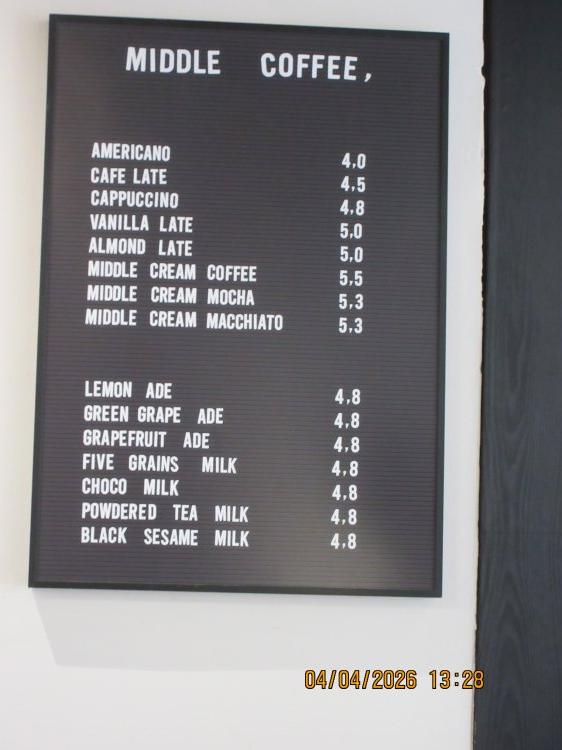 MIDDLE COFFEE,
AMERICANO 4,0
CAFE LATE 4,5
CAPPUCCINO 4,8
VANILLA LATE 5,0
ALMOND LATE 5,0
MIDDLE CREAM COFFEE 5,5
MIDDLE CREAM MOCHA 5,3
MIDDLE CREAM MACCHIATO 5,3
LEMON ADE 4,8
GREEN GRAPE ADE 4,8
GRAPEFRUIT ADE 4,8
FIVE GRAINS MILK 4,8
CHOCO MILK 4,8
POWDERED TEA MILK 4,8
BLACK SESAME MILK 4,8
04/04/2026 13:28